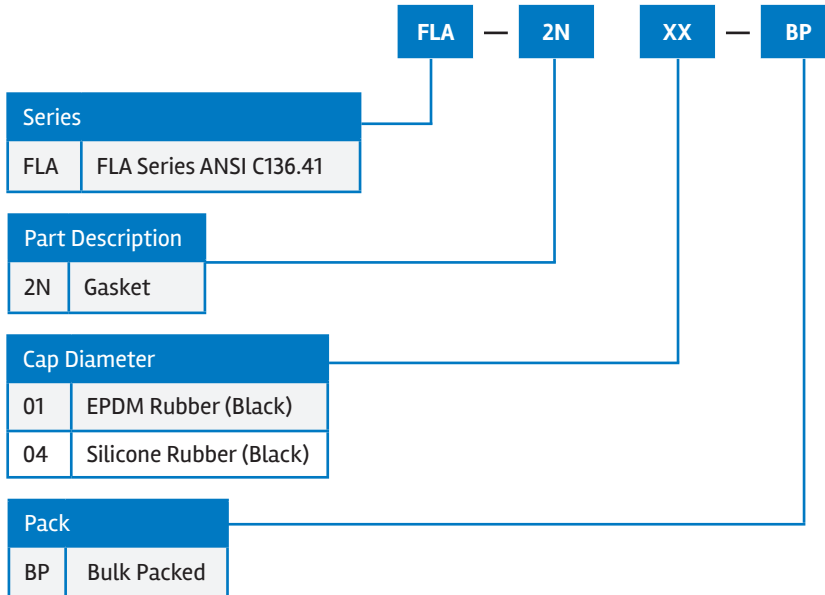 FLA — 2N XX — BP
Series
FLA FLA Series ANSI C136.41
Part Description
2N Gasket
Cap Diameter
01 EPDM Rubber (Black)
04 Silicone Rubber (Black)
Pack
BP Bulk Packed